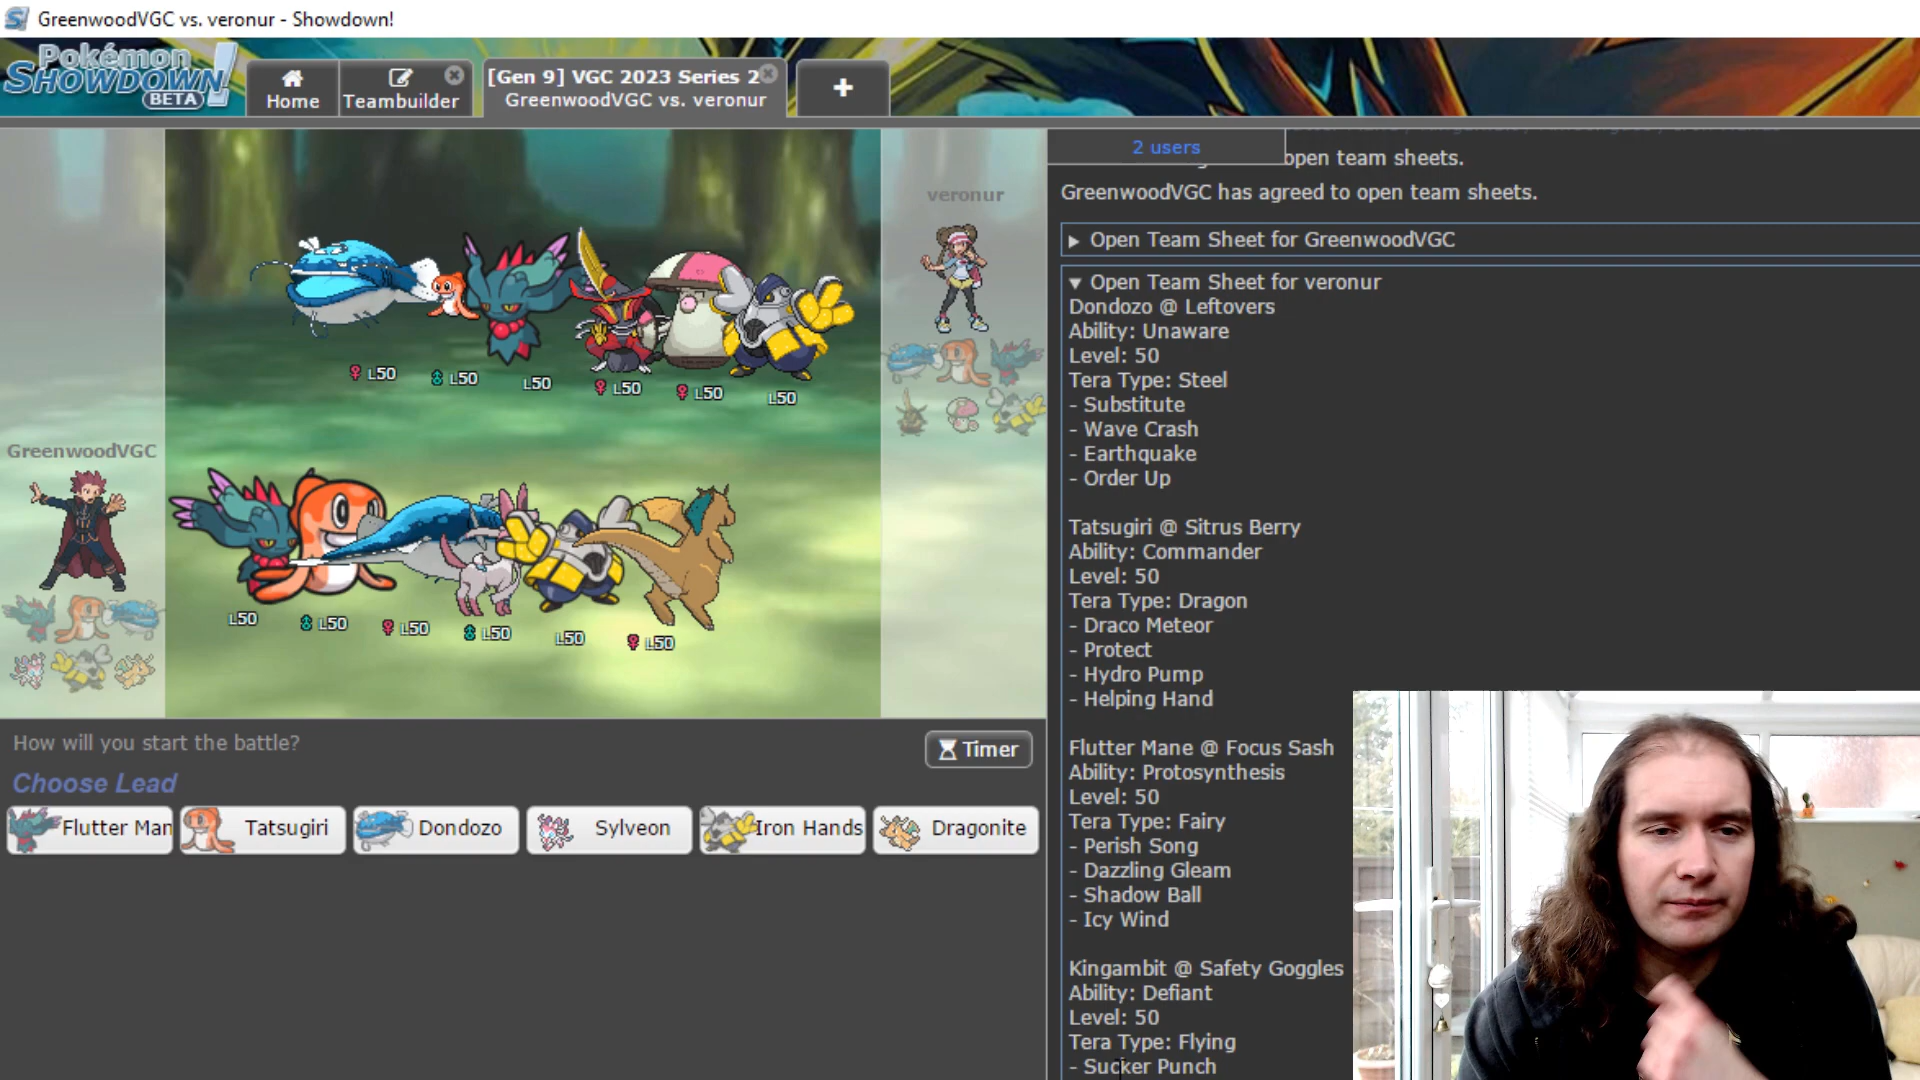 GreenwoodVGC vs. veronur - Showdown!
Pokémon
SHOWDOWN!
BETA
Home
Teambuilder
[Gen 9] VGC 2023 Series 2
GreenwoodVGC vs. veronur
+
veronur
L50
L50
L50
L50
L50
L50
GreenwoodVGC
L50
L50
L50
L50
L50
L50
How will you start the battle?
Timer
Choose Lead
Flutter Man
Tatsugiri
Dondozo
Sylveon
Iron Hands
Dragonite
2 users
open team sheets.
GreenwoodVGC has agreed to open team sheets.
▶ Open Team Sheet for GreenwoodVGC
▼ Open Team Sheet for veronur
Dondozo @ Leftovers
Ability: Unaware
Level: 50
Tera Type: Steel
- Substitute
- Wave Crash
- Earthquake
- Order Up
Tatsugiri @ Sitrus Berry
Ability: Commander
Level: 50
Tera Type: Dragon
- Draco Meteor
- Protect
- Hydro Pump
- Helping Hand
Flutter Mane @ Focus Sash
Ability: Protosynthesis
Level: 50
Tera Type: Fairy
- Perish Song
- Dazzling Gleam
- Shadow Ball
- Icy Wind
Kingambit @ Safety Goggles
Ability: Defiant
Level: 50
Tera Type: Flying
- Sucker Punch